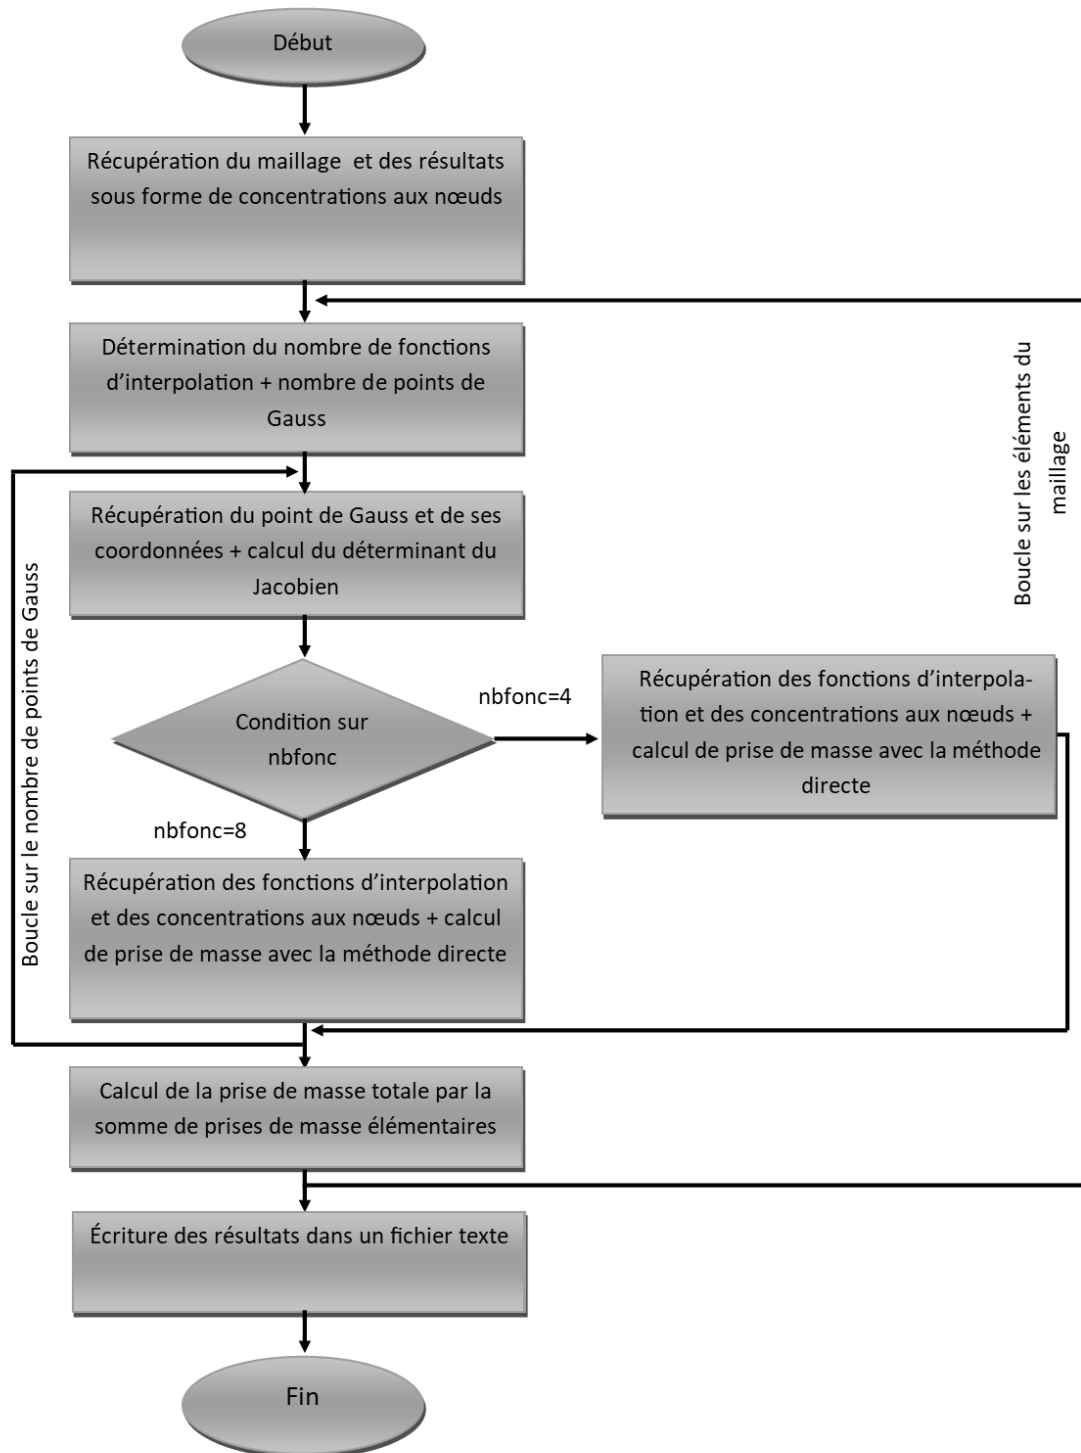 Début
Récupération du maillage et des résultats
sous forme de concentrations aux nœuds
Détermination du nombre de fonctions
d'interpolation + nombre de points de
Gauss
Boucle sur les éléments du
maillage
Récupération du point de Gauss et de ses
coordonnées + calcul du déterminant du
Jacobien
Boucle sur le nombre de points de Gauss
Condition sur
nbfonc
nbfonc=4
Récupération des fonctions d'interpola-
tion et des concentrations aux nœuds +
calcul de prise de masse avec la méthode
directe
nbfonc=8
Récupération des fonctions d'interpolation
et des concentrations aux nœuds + calcul
de prise de masse avec la méthode directe
Calcul de la prise de masse totale par la
somme de prises de masse élémentaires
Écriture des résultats dans un fichier texte
Fin